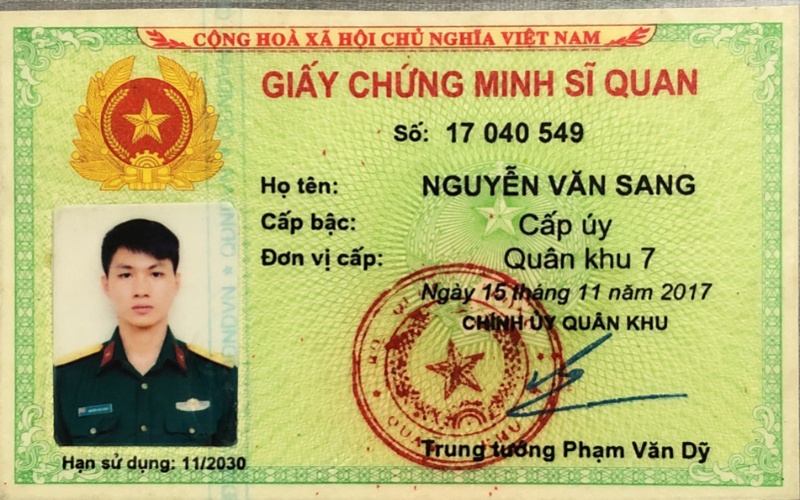 CỘNG HOÀ XÃ HỘI CHỦ NGHĨA VIỆT NAM
GIẤY CHỨNG MINH SĨ QUAN
Số: 17 040 549
Họ tên: NGUYỄN VĂN SANG
Cấp bậc: Cấp úy
Đơn vị cấp: Quân khu 7
Ngày 15 tháng 11 năm 2017
CHÍNH ỦY QUÂN KHU
Trung tướng Phạm Văn Dỹ
Hạn sử dụng: 11/2030